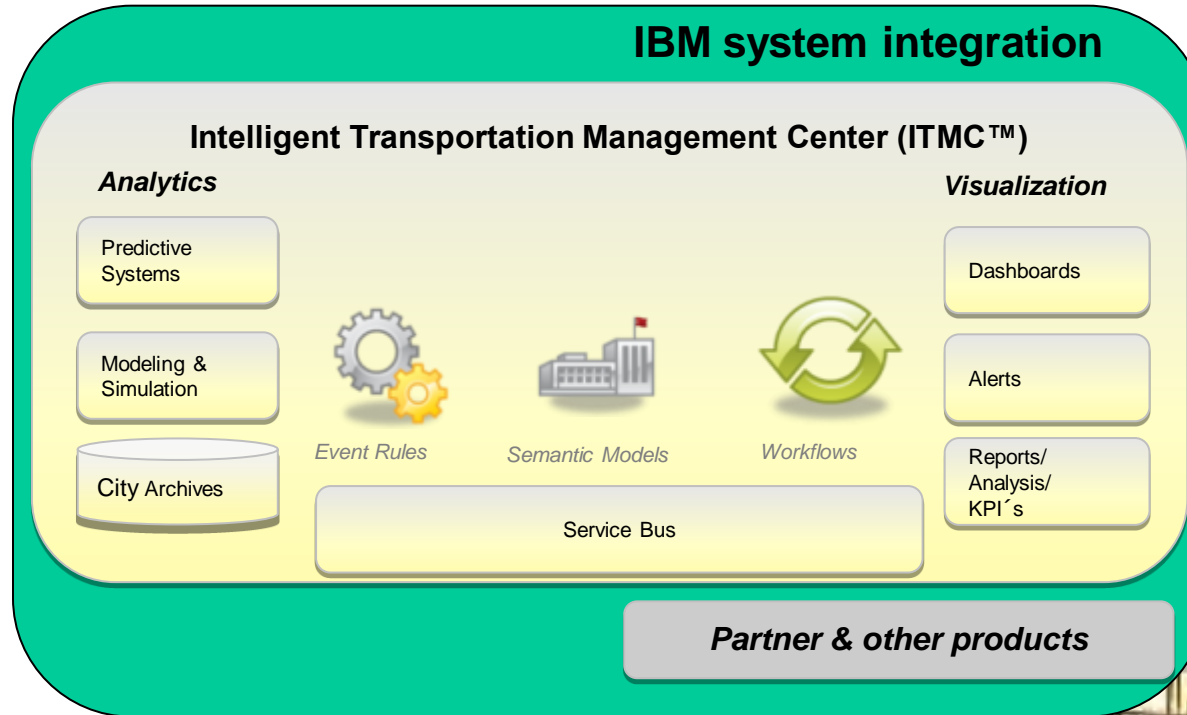 IBM system integration
Intelligent Transportation Management Center (ITMC™)
Analytics
Visualization
Predictive
Systems
Dashboards
Modeling &
Simulation
Alerts
City Archives
Event Rules
Semantic Models
Workflows
Reports/
Analysis/
KPI´s
Service Bus
Partner & other products